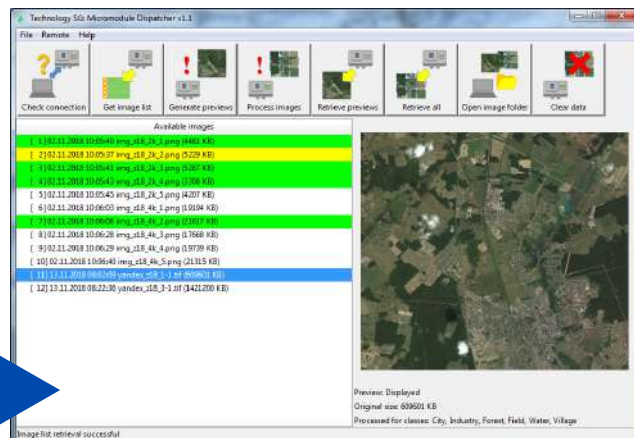 Technology SIG: Micromodule Dispatcher v1.1
File Remote Help
Check connection
Get image list
Generate previews
Process images
Retrieve previews
Retrieve all
Open image folder
Clear data
Available images
[ 1] 02.11.2018 10:05:40 img_z18_2k_1.png (4481 KB)
[ 2] 02.11.2018 10:05:37 img_z18_2k_2.png (5229 KB)
[ 3] 02.11.2018 10:05:41 img_z18_2k_3.png (5287 KB)
[ 4] 02.11.2018 10:05:43 img_z18_2k_4.png (3708 KB)
[ 5] 02.11.2018 10:05:45 img_z18_2k_5.png (4207 KB)
[ 6] 02.11.2018 10:06:03 img_z18_4k_1.png (19194 KB)
[ 7] 02.11.2018 10:06:06 img_z18_4k_2.png (21617 KB)
[ 8] 02.11.2018 10:06:28 img_z18_4k_3.png (17668 KB)
[ 9] 02.11.2018 10:06:29 img_z18_4k_4.png (19739 KB)
[ 10] 02.11.2018 10:06:40 img_z18_4k_5.png (21315 KB)
[ 11] 13.11.2018 08:02:09 yandex_z18_1-1.tif (609601 KB)
[ 12] 13.11.2018 08:22:36 yandex_z18_3-1.tif (1421200 KB)
Preview: Displayed
Original size: 609601 KB
Processed for classes: City, Industry, Forest, Field, Water, Village
Image list retrieval successful